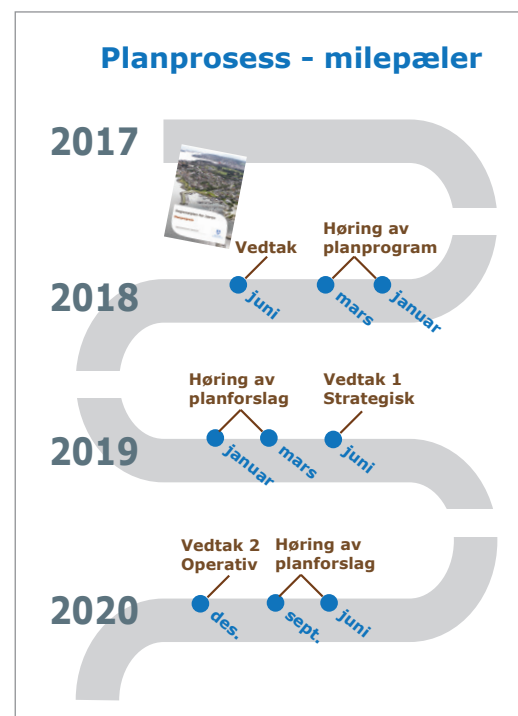 Planprosess - milepæler
2017
Vedtak
Høring av
planprogram
2018
juni
mars
januar
Høring av
planforslag
Vedtak 1
Strategisk
2019
januar
mars
juni
Vedtak 2
Operativ
Høring av
planforslag
2020
des.
sept.
juni